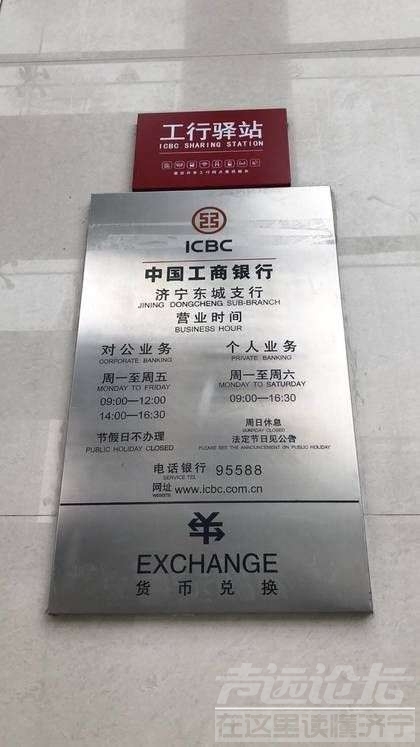 工行驿站
ICBC SHARING STATION
ICBC
中国工商银行
济宁东城支行
JINING DONGCHENG SUB-BRANCH
营业时间
BUSINESS HOUR
对公业务
CORPORATE BANKING
周一至周五
MONDAY TO FRIDAY
09:00—12:00
14:00—16:30
节假日不办理
PUBLIC HOLIDAY CLOSED
个人业务
PRIVATE BANKING
周一至周六
MONDAY TO SATURDAY
09:00—16:30
周日休息
SUNDAY CLOSED
法定节日见公告
PLEASE SEE THE ANNOUNCEMENT ON PUBLIC HOLIDAY
电话银行 95588
SERVICE TEL
网址 www.icbc.com.cn
WEBSITE
EXCHANGE
货币兑换
声远论坛
在这里读懂济宁